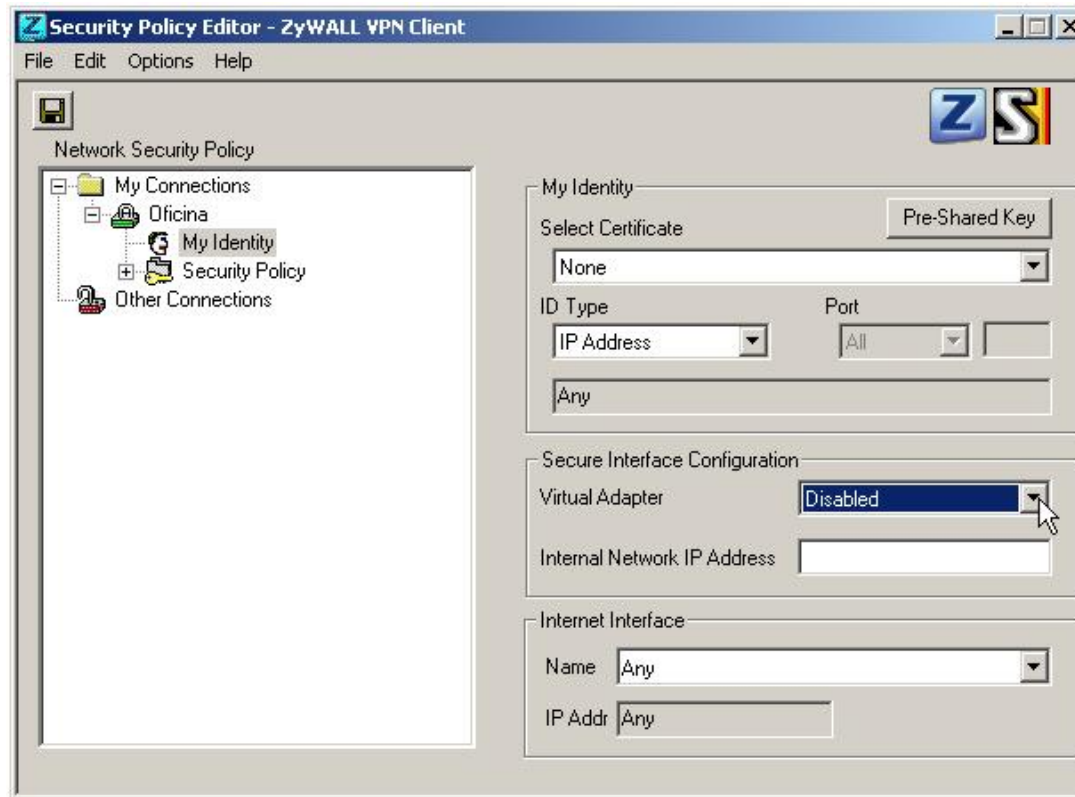 Security Policy Editor - ZyWALL VPN Client
File Edit Options Help
Network Security Policy
My Connections
Oficina
My Identity
Security Policy
Other Connections
My Identity
Select Certificate
Pre-Shared Key
None
ID Type Port
IP Address All
Any
Secure Interface Configuration
Virtual Adapter Disabled
Internal Network IP Address
Internet Interface
Name Any
IP Addr Any